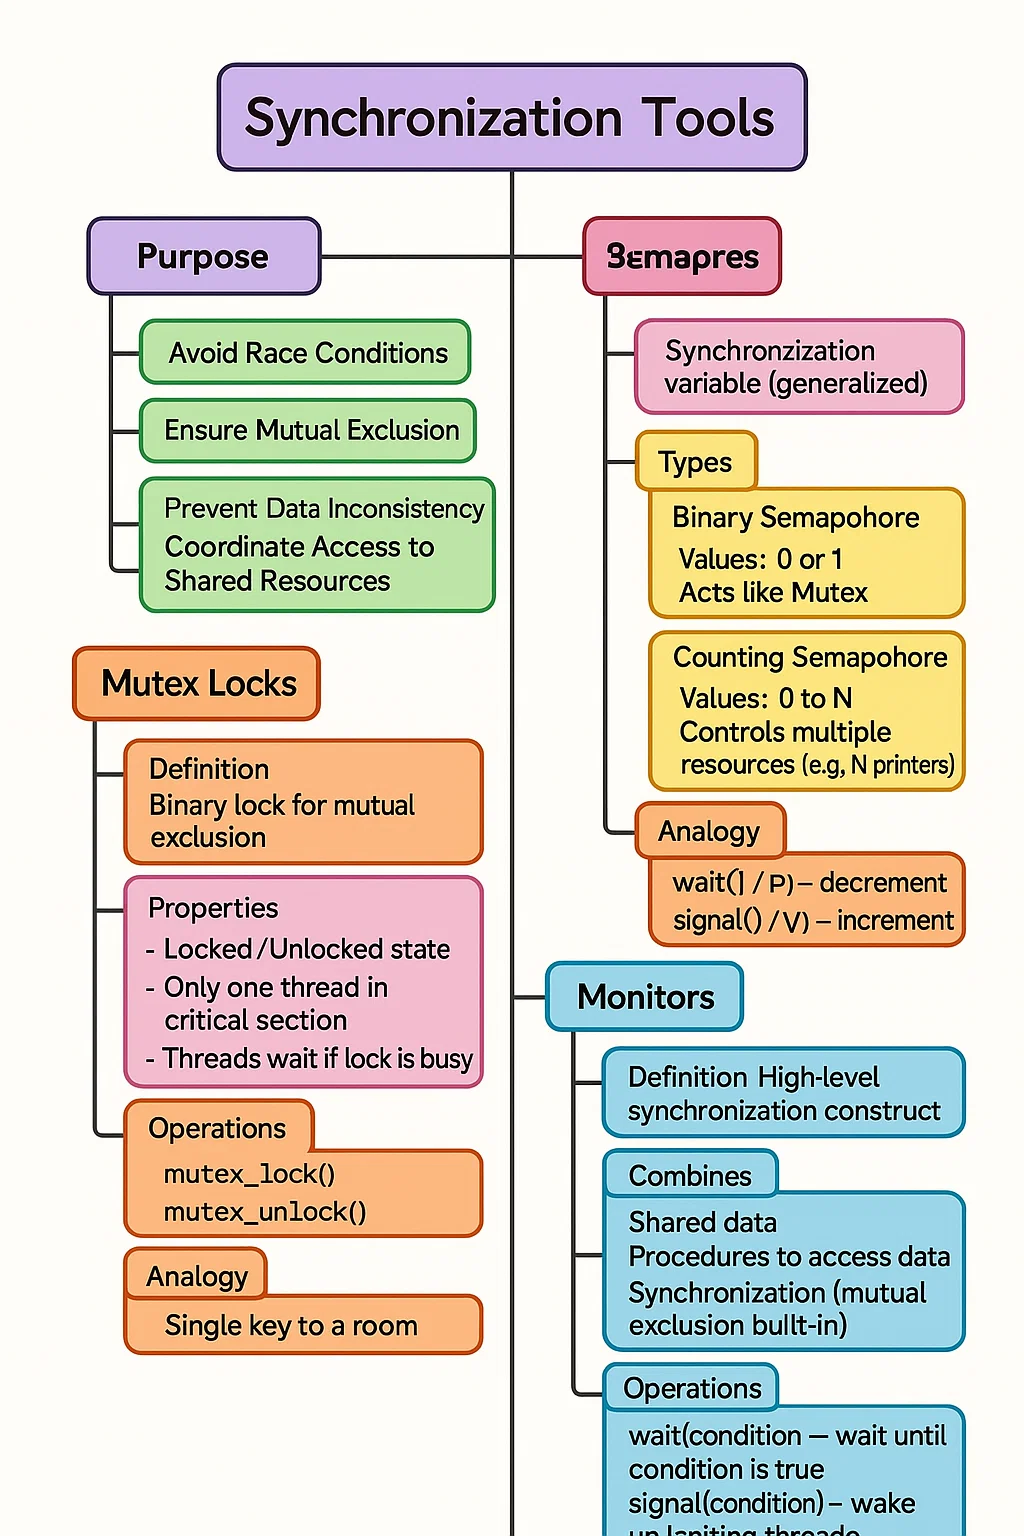 Synchronization Tools
Purpose
Avoid Race Conditions
Ensure Mutual Exclusion
Prevent Data Inconsistency
Coordinate Access to
Shared Resources
Mutex Locks
Definition
Binary lock for mutual
exclusion
Properties
- Locked/Unlocked state
- Only one thread in
critical section
- Threads wait if lock is busy
Operations
mutex_lock()
mutex_unlock()
Analogy
Single key to a room
Зεmapres
Synchronzization
variable (generalized)
Types
Binary Semapohore
Values: 0 or 1
Acts like Mutex
Counting Semapohore
Values: 0 to N
Controls multiple
resources (e.g, N printers)
Analogy
wait(] / P) – decrement
signal() / V) – increment
Monitors
Definition High-level
synchronization construct
Combines
Shared data
Procedures to access data
Synchronization (mutual
exclusion built-in)
Operations
wait(condition – wait until
condition is true
signal(condition) – wake
up